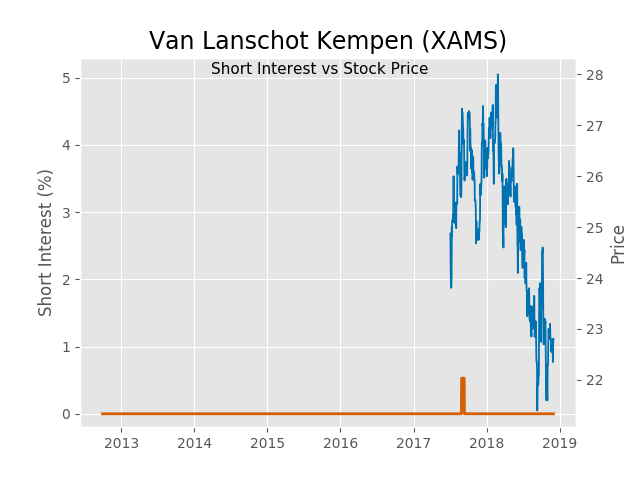 Van Lanschot Kempen (XAMS)
Short Interest vs Stock Price
Short Interest (%)
5
4
3
2
1
0
28
27
26
25
24
23
22
Price
2013 2014 2015 2016 2017 2018 2019